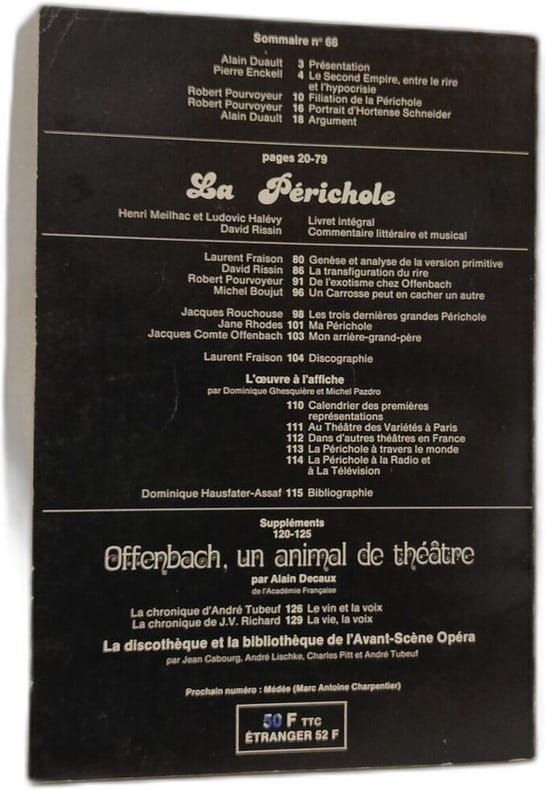 Sommaire n° 66
Alain Duault 3 Présentation
Pierre Enckell 4 Le Second Empire, entre le rire
et l'hypocrisie
Robert Pourvoyeur 10 Filiation de la Périchole
Robert Pourvoyeur 16 Portrait d'Hortense Schneider
Alain Duault 18 Argument
pages 20-79
La Périchole
Henri Meilhac et Ludovic Halévy Livret intégral
David Rissin Commentaire littéraire et musical
Laurent Fraison 80 Genèse et analyse de la version primitive
David Rissin 86 La transfiguration du rire
Robert Pourvoyeur 91 De l'exotisme chez Offenbach
Michel Boujut 96 Un Carrosse peut en cacher un autre
Jacques Rouchouse 98 Les trois dernières grandes Périchole
Jane Rhodes 101 Ma Périchole
Jacques Comte Offenbach 103 Mon arrière-grand-père
Laurent Fraison 104 Discographie
L'œuvre à l'affiche
par Dominique Ghesquière et Michel Pazdro
110 Calendrier des premières
représentations
111 Au Théâtre des Variétés à Paris
112 Dans d'autres théâtres en France
113 La Périchole à travers le monde
114 La Périchole à la Radio et
à La Télévision
Dominique Hausfater-Assaf 115 Bibliographie
Suppléments
120-125
Offenbach, un animal de théâtre
par Alain Decaux
de l'Académie Française
La chronique d'André Tubeuf 126 Le vin et la voix
La chronique de J.V. Richard 129 La vie, la voix
La discothèque et la bibliothèque de l'Avant-Scène Opéra
par Jean Cabourg, André Lischke, Charles Pitt et André Tubeuf
Prochain numéro : Médée (Marc Antoine Charpentier)
50 F TTC
ÉTRANGER 52 F